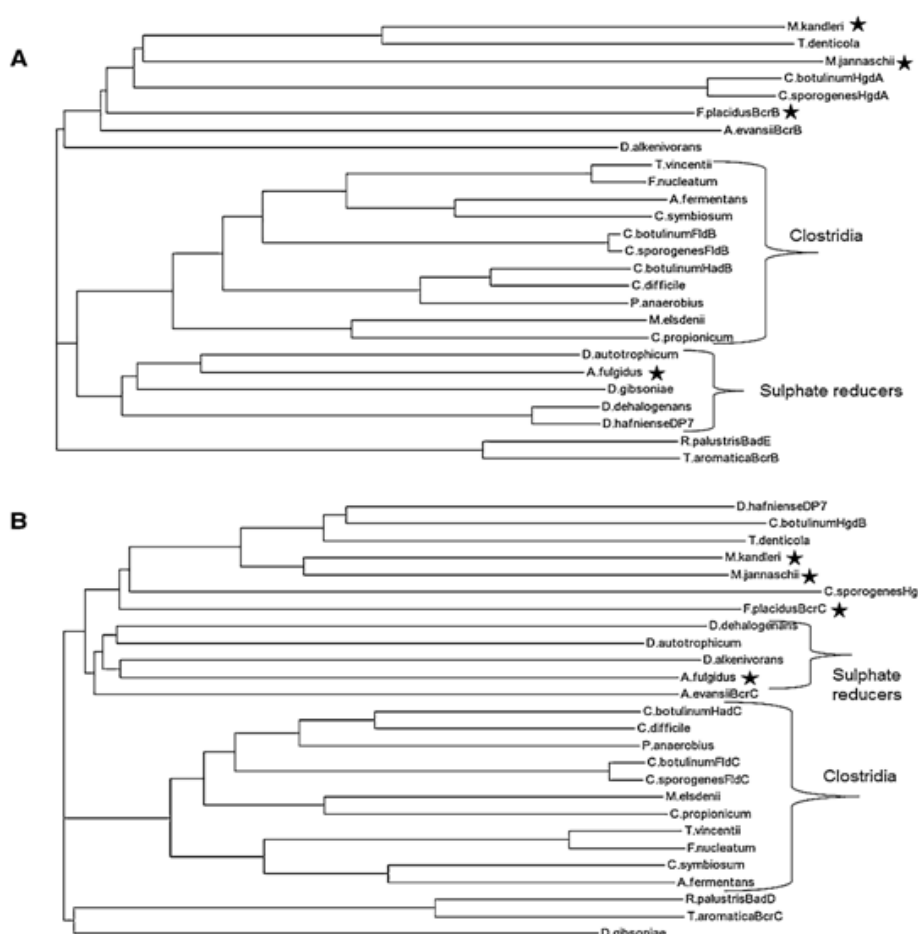 A
M.kandleri ★
T.denticola
M.jannaschii ★
C.botulinumHgdA
C.sporogenesHgdA
F.placidusBcrB ★
A.evansiiBcrB
D.alkenivorans
T.vincentii
F.nucleatum
A.fermentans
C.symbiosum
Clostridia
C.botulinumFldB
C.sporogenesFldB
C.botulinumHadB
C.difficile
P.anaerobius
M.elsdenii
C.propionicum
D.autotrophicum
A.fulgidus ★
D.gibsoniae
Sulphate reducers
D.dehalogenans
D.hafnienseDP7
R.palustrisBadE
T.aromaticaBcrB
B
D.hafnienseDP7
C.botulinumHgdB
T.denticola
M.kandleri ★
M.jannaschii ★
C.sporogenesHg
F.placidusBcrC ★
D.dehalogenans
D.autotrophicum
D.alkenivorans
Sulphate
reducers
A.fulgidus ★
A.evansiiBcrC
C.botulinumHadC
C.difficile
P.anaerobius
C.botulinumFldC
Clostridia
C.sporogenesFldC
M.elsdenii
C.propionicum
T.vincentii
F.nucleatum
C.symbiosum
A.fermentans
R.palustrisBadD
T.aromaticaBcrC
D.gibsoniae